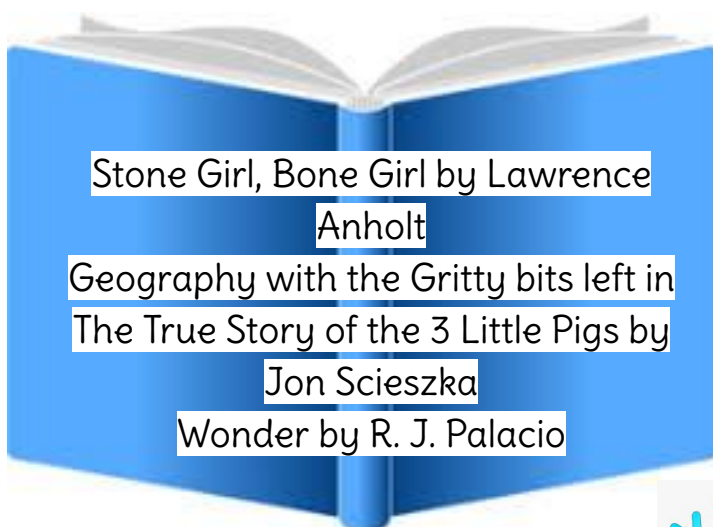 Stone Girl, Bone Girl by Lawrence
Anholt
Geography with the Gritty bits left in
The True Story of the 3 Little Pigs by
Jon Scieszka
Wonder by R. J. Palacio